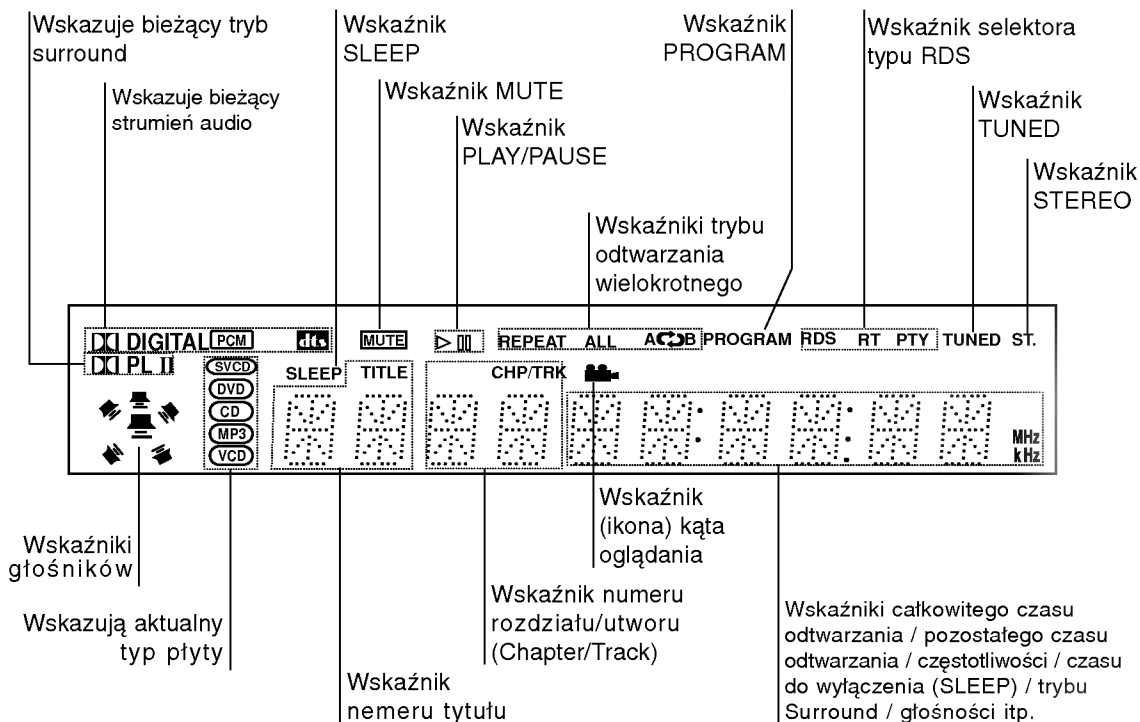 Wskazuje bieżący tryb
surround
Wskaźnik
SLEEP
Wskaźnik
PROGRAM
Wskaźnik selektora
typu RDS
Wskazuje bieżący
strumień audio
Wskaźnik MUTE
Wskaźnik
PLAY/PAUSE
Wskaźnik
TUNED
Wskaźnik
STEREO
Wskaźniki trybu
odtwarzania
wielokrotnego
DIGITAL PCM dts MUTE REPEAT ALL A B PROGRAM RDS RT PTY TUNED ST.
PL II SVCD SLEEP TITLE CHP/TRK
DVD
CD
MP3
VCD
MHz
kHz
Wskaźniki
głośników
Wskazują aktualny
typ płyty
Wskaźnik
nemeru tytułu
Wskaźnik numeru
rozdziału/utworu
(Chapter/Track)
Wskaźnik
(ikona) kąta
oglądania
Wskaźniki całkowitego czasu
odtwarzania / pozostałego czasu
odtwarzania / częstotliwości / czasu
do wyłączenia (SLEEP) / trybu
Surround / głośności itp.